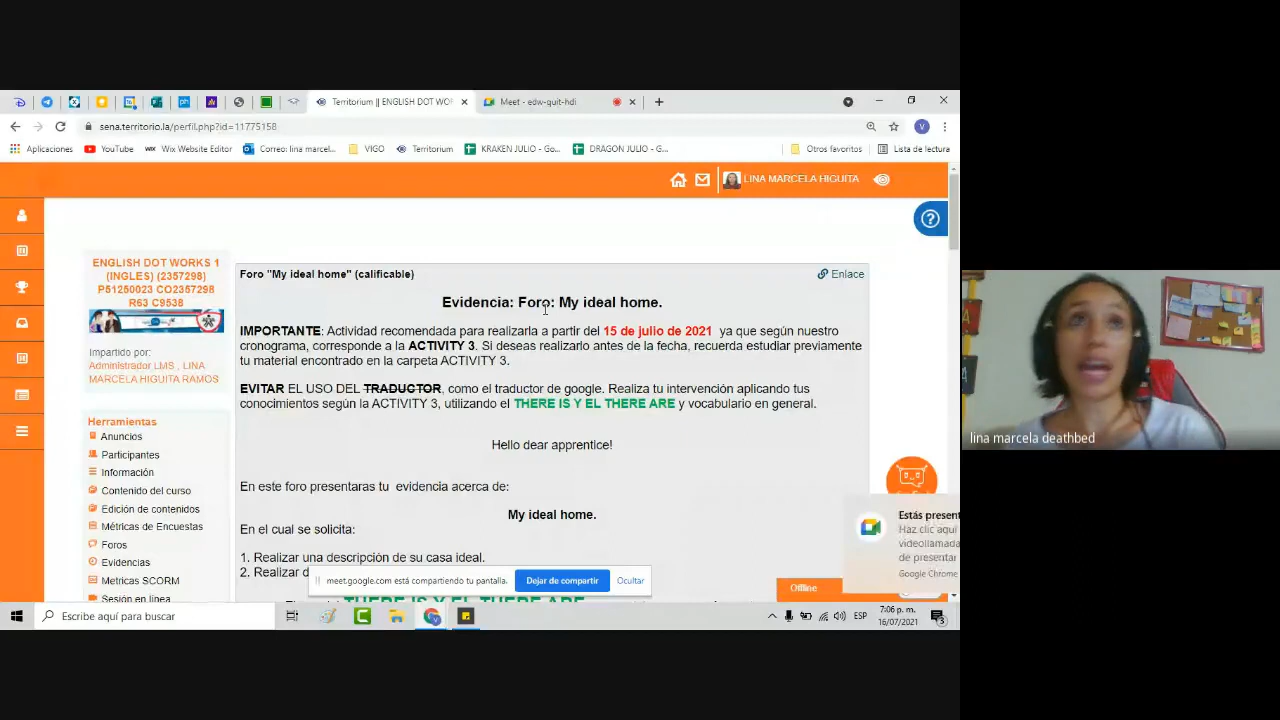 Territorium || ENGLISH DOT WOR
Meet - edw-quit-hdi
sena.territorio.la/perfil.php?id=11775158
Aplicaciones
YouTube
Wix Website Editor
Correo: lina marcel...
VIGO
Territorium
KRAKEN JULIO - Go...
DRAGON JULIO - G...
Otros favoritos
Lista de lectura
LINA MARCELA HIGUITA
ENGLISH DOT WORKS 1
(INGLES) (2357298)
P51250023 CO2357298
R63 C9538
Impartido por:
Administrador LMS , LINA
MARCELA HIGUITA RAMOS
Herramientas
Anuncios
Participantes
Información
Contenido del curso
Edición de contenidos
Métricas de Encuestas
Foros
Evidencias
Metricas SCORM
Sesión en línea
Foro "My ideal home" (calificable)
Enlace
Evidencia: Foro: My ideal home.
IMPORTANTE: Actividad recomendada para realizarla a partir del 15 de julio de 2021 ya que según nuestro
cronograma, corresponde a la ACTIVITY 3. Si deseas realizarlo antes de la fecha, recuerda estudiar previamente
tu material encontrado en la carpeta ACTIVITY 3.
EVITAR EL USO DEL TRADUCTOR, como el traductor de google. Realiza tu intervención aplicando tus
conocimientos según la ACTIVITY 3, utilizando el THERE IS Y EL THERE ARE y vocabulario en general.
Hello dear apprentice!
En este foro presentaras tu evidencia acerca de:
My ideal home.
En el cual se solicita:
1. Realizar una descripción de su casa ideal.
2. Realizar d
THERE IS Y EL THERE ARE
meet.google.com está compartiendo tu pantalla.
Dejar de compartir
Ocultar
Estás present
Haz clic aquí
videollamada
de presentar
Google Chrome
Offline
Escribe aquí para buscar
ESP
7:06 p. m.
16/07/2021
3
lina marcela deathbed